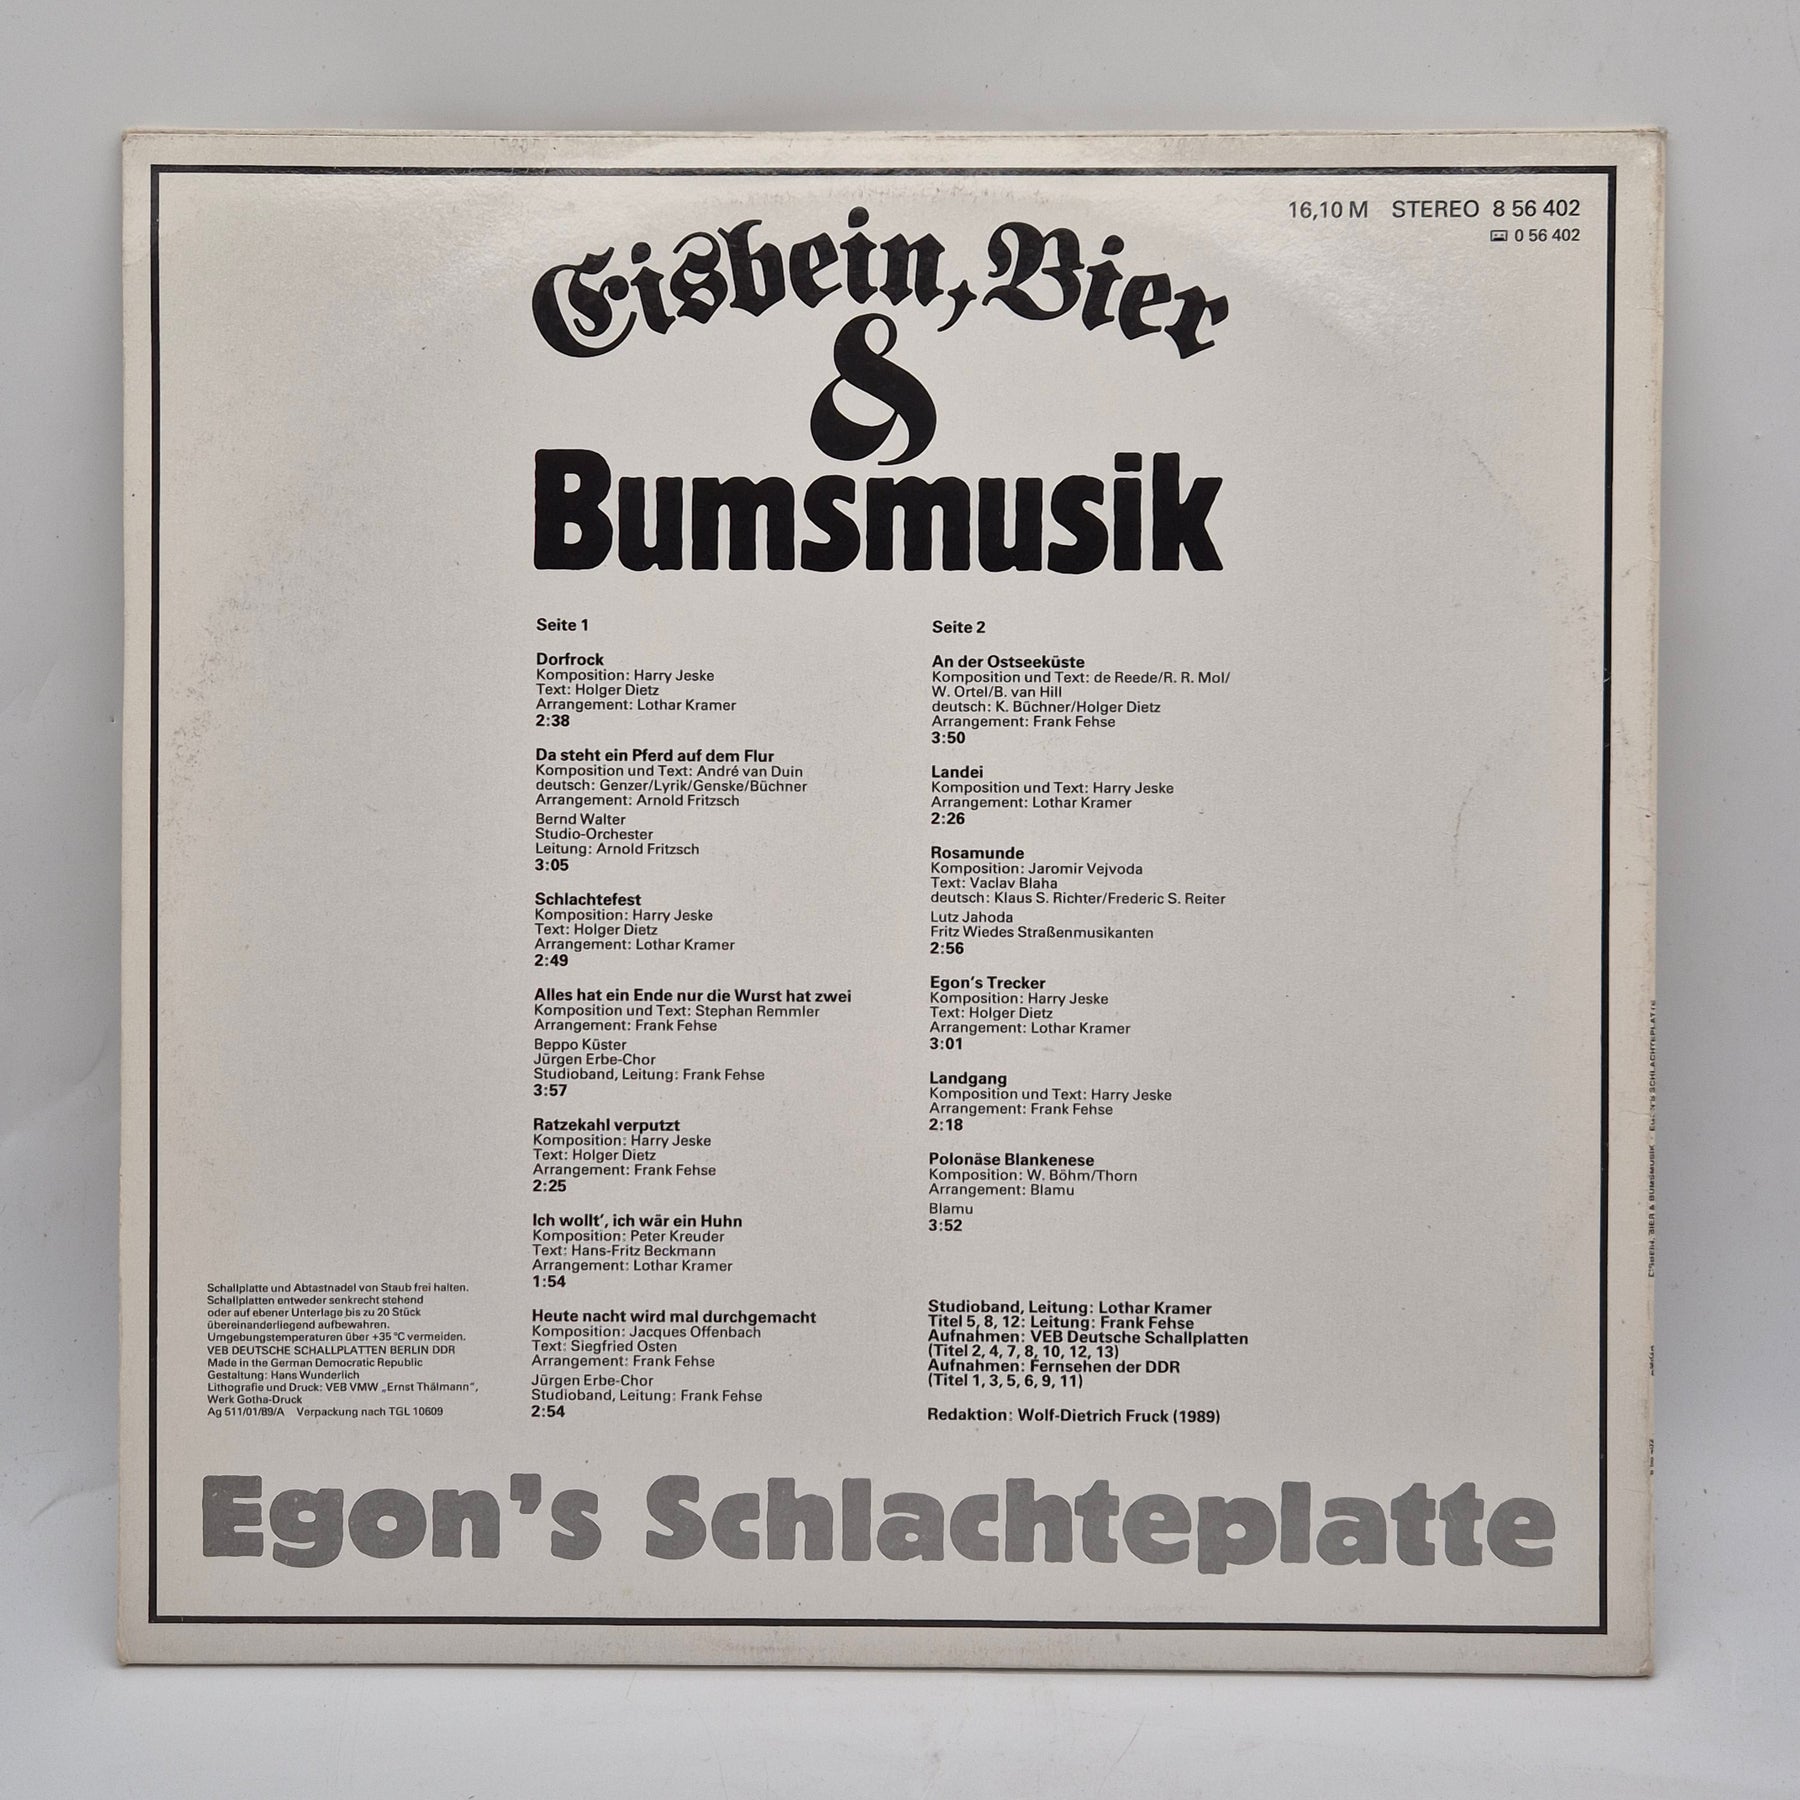 16,10 M STEREO 8 56 402
0 56 402
Eisbein, Bier
&
Bumsmusik
Seite 1
Dorfrock
Komposition: Harry Jeske
Text: Holger Dietz
Arrangement: Lothar Kramer
2:38
Da steht ein Pferd auf dem Flur
Komposition und Text: André van Duin
deutsch: Genzer/Lyrik/Genske/Büchner
Arrangement: Arnold Fritzsch
Bernd Walter
Studio-Orchester
Leitung: Arnold Fritzsch
3:05
Schlachtefest
Komposition: Harry Jeske
Text: Holger Dietz
Arrangement: Lothar Kramer
2:49
Alles hat ein Ende nur die Wurst hat zwei
Komposition und Text: Stephan Remmler
Arrangement: Frank Fehse
Beppo Küster
Jürgen Erbe-Chor
Studioband, Leitung: Frank Fehse
3:57
Ratzekahl verputzt
Komposition: Harry Jeske
Text: Holger Dietz
Arrangement: Frank Fehse
2:25
Ich wollt', ich wär ein Huhn
Komposition: Peter Kreuder
Text: Hans-Fritz Beckmann
Arrangement: Lothar Kramer
1:54
Heute nacht wird mal durchgemacht
Komposition: Jacques Offenbach
Text: Siegfried Osten
Arrangement: Frank Fehse
Jürgen Erbe-Chor
Studioband, Leitung: Frank Fehse
2:54
Seite 2
An der Ostseeküste
Komposition und Text: de Reede/R. R. Mol/
W. Ortel/B. van Hill
deutsch: K. Büchner/Holger Dietz
Arrangement: Frank Fehse
3:50
Landei
Komposition und Text: Harry Jeske
Arrangement: Lothar Kramer
2:26
Rosamunde
Komposition: Jaromir Vejvoda
Text: Vaclav Blaha
deutsch: Klaus S. Richter/Frederic S. Reiter
Lutz Jahoda
Fritz Wiedes Straßenmusikanten
2:56
Egon's Trecker
Komposition: Harry Jeske
Text: Holger Dietz
Arrangement: Lothar Kramer
3:01
Landgang
Komposition und Text: Harry Jeske
Arrangement: Frank Fehse
2:18
Polonäse Blankenese
Komposition: W. Böhm/Thorn
Arrangement: Blamu
Blamu
3:52
Studioband, Leitung: Lothar Kramer
Titel 5, 8, 12: Leitung: Frank Fehse
Aufnahmen: VEB Deutsche Schallplatten
(Titel 2, 4, 7, 8, 10, 12, 13)
Aufnahmen: Fernsehen der DDR
(Titel 1, 3, 5, 6, 9, 11)
Redaktion: Wolf-Dietrich Fruck (1989)
Schallplatte und Abtastnadel von Staub frei halten.
Schallplatten entweder senkrecht stehend
oder auf ebener Unterlage bis zu 20 Stück
übereinanderliegend aufbewahren.
Umgebungstemperaturen über +35 °C vermeiden.
VEB DEUTSCHE SCHALLPLATTEN BERLIN DDR
Made in the German Democratic Republic
Gestaltung: Hans Wunderlich
Lithografie und Druck: VEB VMW „Ernst Thälmann",
Werk Gotha-Druck
Ag 511/01/89/A Verpackung nach TGL 10609
Egon's Schlachteplatte
EISBEIN, BIER & BUMSMUSIK · EGON'S SCHLACHTEPLATTE